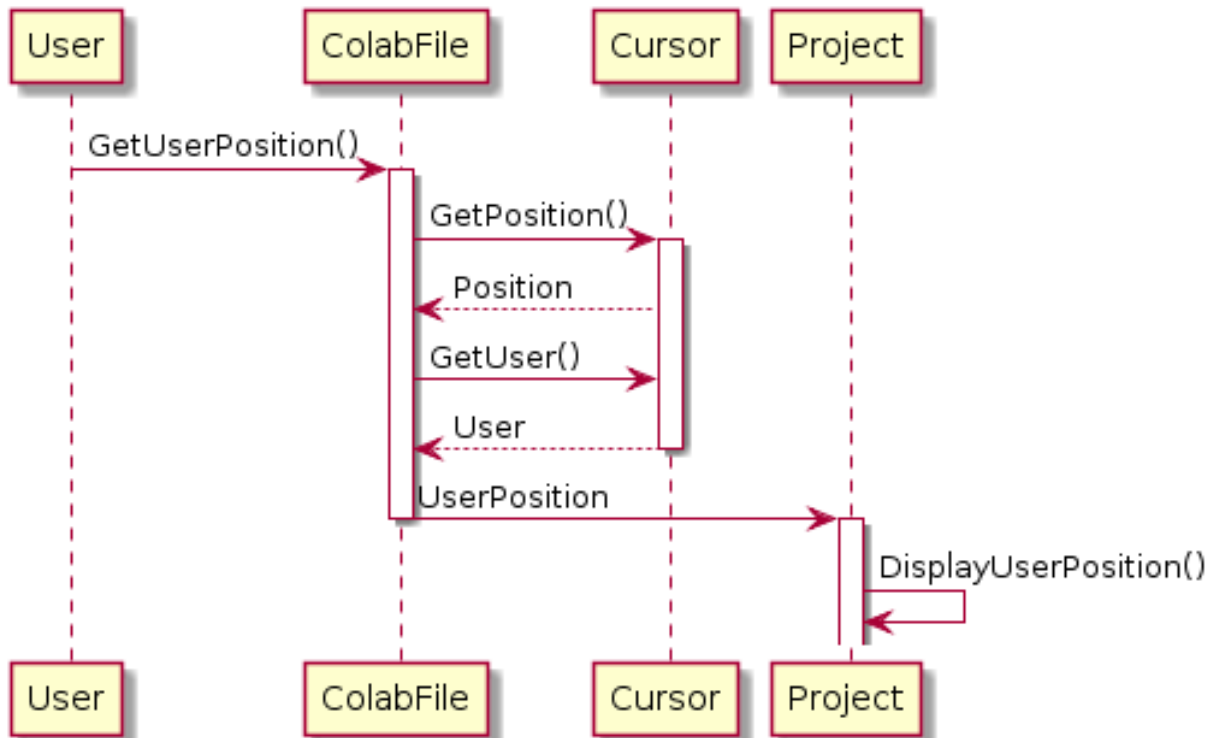 User
ColabFile
Cursor
Project
GetUserPosition()
GetPosition()
Position
GetUser()
User
UserPosition
DisplayUserPosition()
User
ColabFile
Cursor
Project